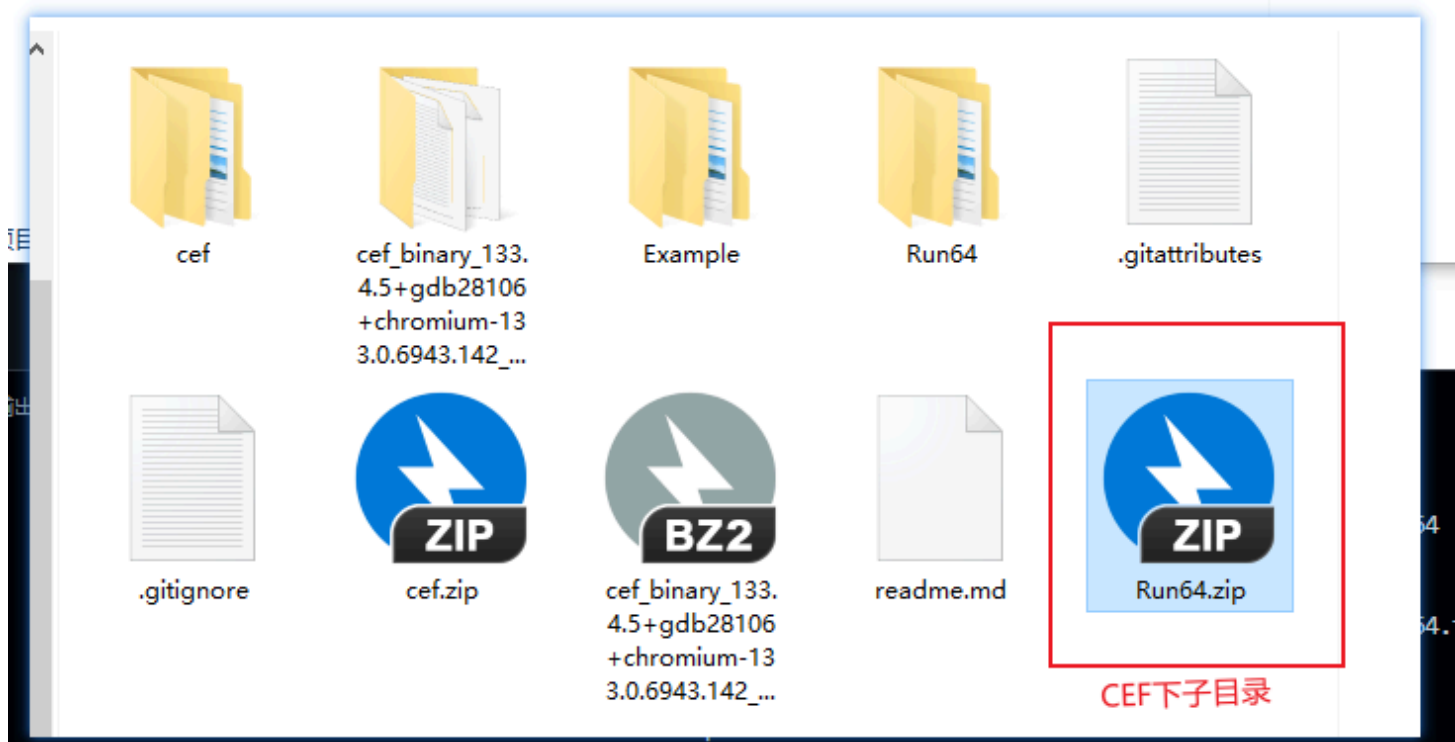 cef
cef_binary_133.
4.5+gdb28106
+chromium-13
3.0.6943.142_...
Example
Run64
.gitattributes
ZIP
BZ2
ZIP
.gitignore
cef.zip
cef_binary_133.
4.5+gdb28106
+chromium-13
3.0.6943.142_...
readme.md
Run64.zip
CEF下子目录